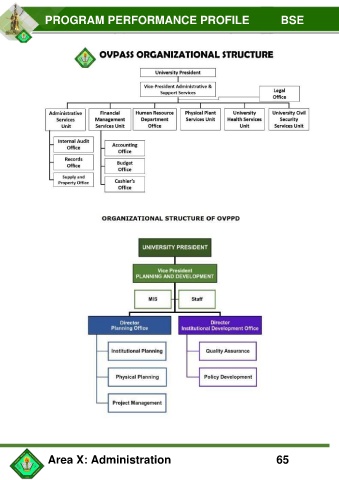 PROGRAM PERFORMANCE PROFILE BSE
OVPASS ORGANIZATIONAL STRUCTURE
University President
Vice-President Administrative &
Support Services
Legal
Office
Administrative
Services
Unit
Financial
Management
Services Unit
Human Resource
Department
Office
Physical Plant
Services Unit
University
Health Services
Unit
University Civil
Security
Services Unit
Internal Audit
Office
Records
Office
Supply and
Property Office
Accounting
Office
Budget
Office
Cashier's
Office
ORGANIZATIONAL STRUCTURE OF OVPPD
UNIVERSITY PRESIDENT
Vice President
PLANNING AND DEVELOPMENT
MIS
Staff
Director
Planning Office
Director
Institutional Development Office
Institutional Planning
Quality Assurance
Physical Planning
Policy Development
Project Management
Area X: Administration 65